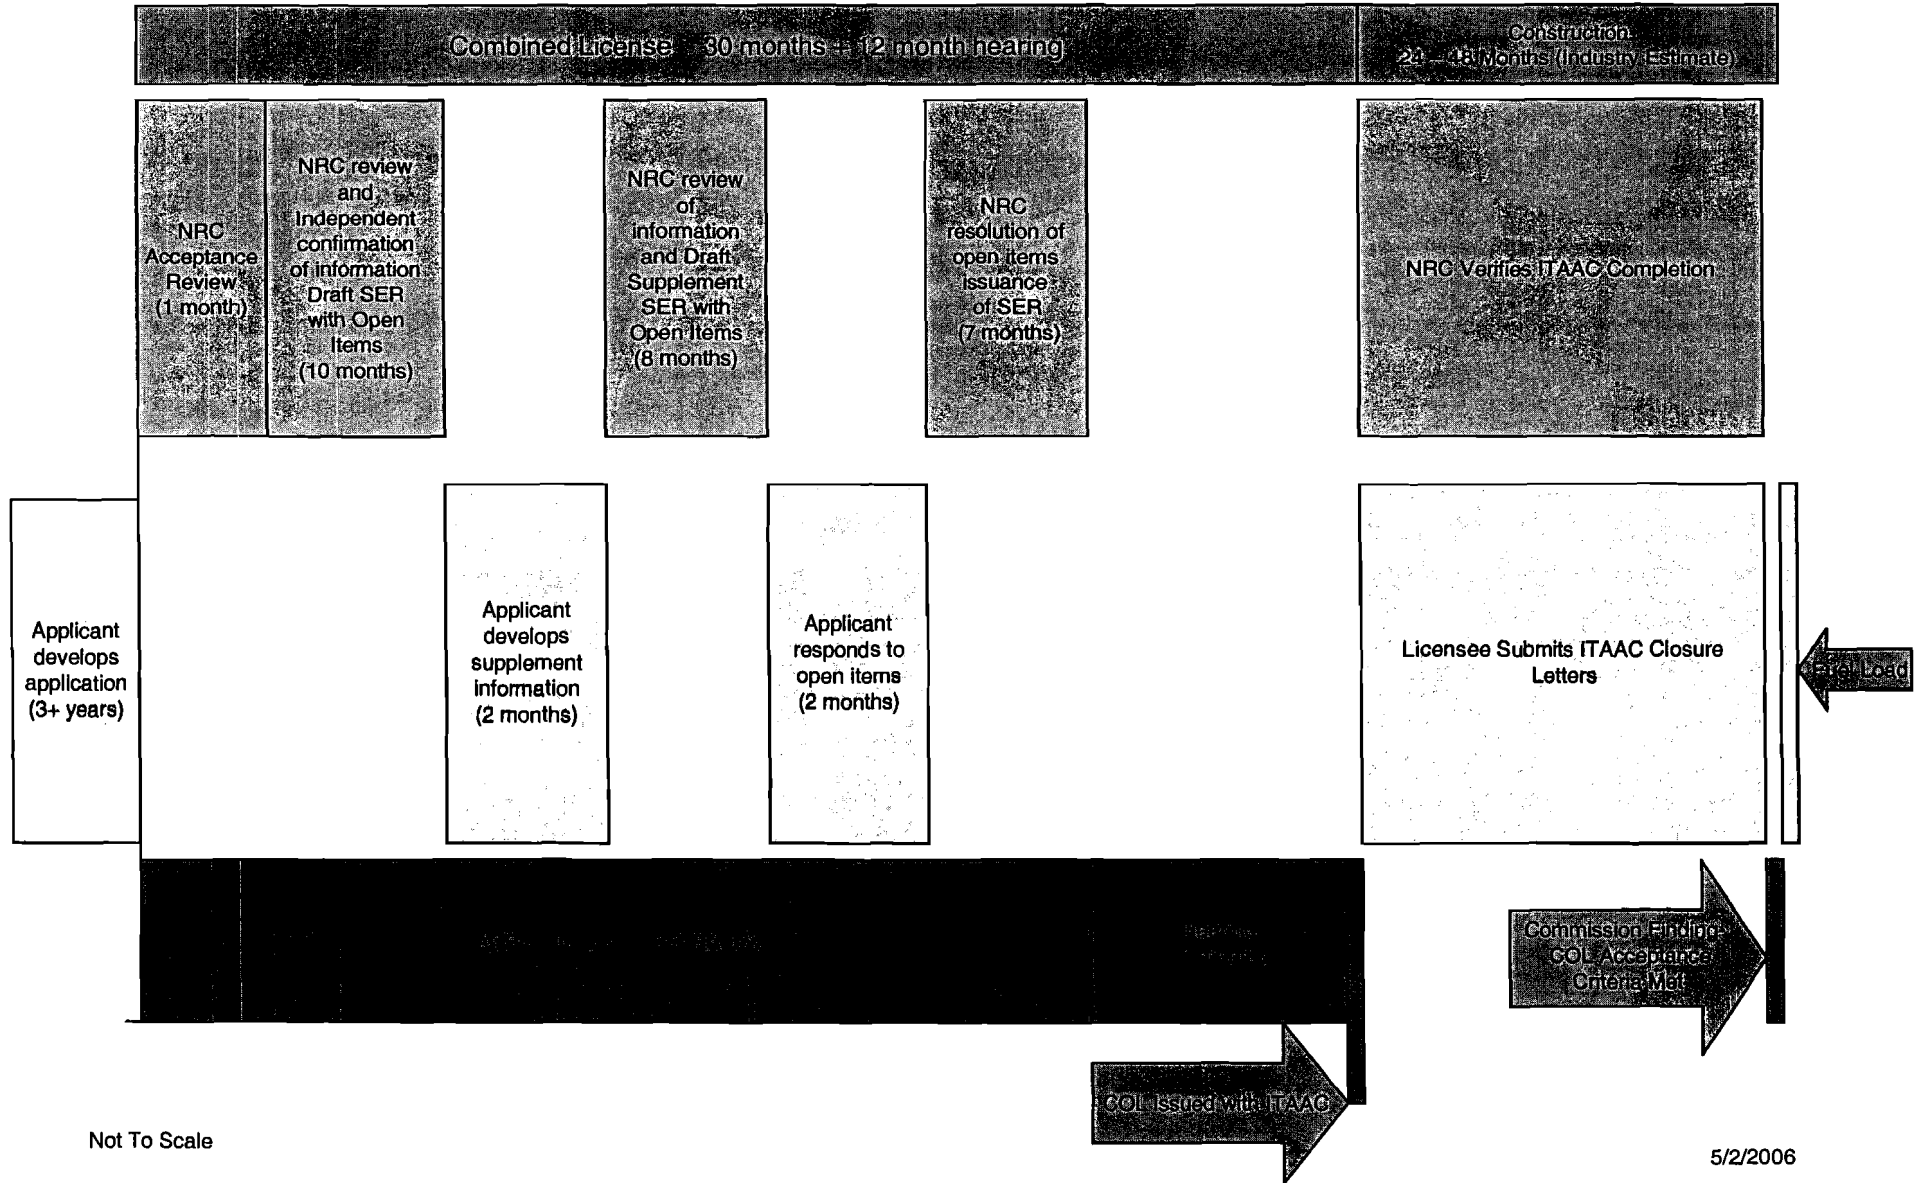 Combined License 30 months + 12 month hearing
Construction
24 - 48 Months (Industry Estimate)
NRC
Acceptance
Review
(1 month)
NRC review
and
Independent
confirmation
of information
Draft SER
with Open
Items
(10 months)
NRC review
of
information
and Draft
Supplement
SER with
Open Items
(8 months)
NRC
resolution of
open items
issuance
of SER
(7 months)
NRC Verifies ITAAC Completion
Applicant
develops
application
(3+ years)
Applicant
develops
supplement
information
(2 months)
Applicant
responds to
open items
(2 months)
Licensee Submits ITAAC Closure
Letters
Fuel Load
Commission Finding
COL Acceptance
Criteria Met
COL Issued with ITAAC
Not To Scale
5/2/2006